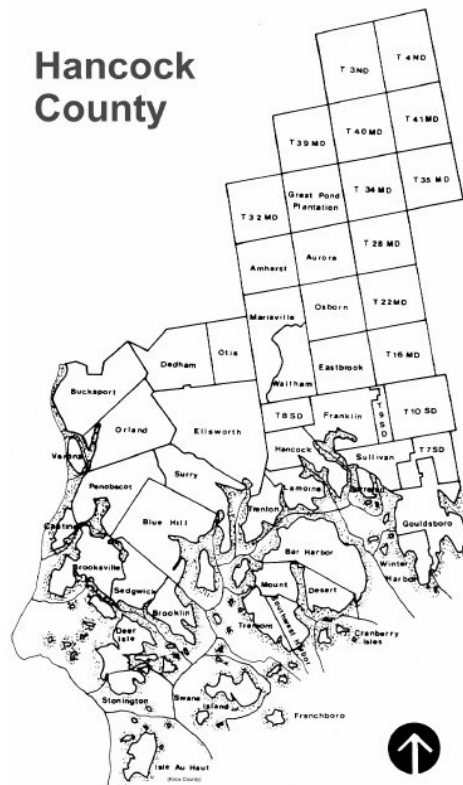 Hancock
County
T 3ND
T 4ND
T 39 MD
T 40 MD
T 41 MD
T 32 MD
Great Pond
Plantation
T 34 MD
T 35 MD
Amherst
Aurora
T 28 MD
Mariaville
Osborn
T 22 MD
Dedham
Otis
Waltham
Eastbrook
T 16 MD
Bucksport
Orland
Ellsworth
T 8 SD
Franklin
T 9 SD
T 10 SD
Verona
Hancock
Sullivan
T 7 SD
Penobscot
Surry
Lamoine
Sorrento
Castine
Blue Hill
Trenton
Gouldsboro
Brooksville
Bar Harbor
Winter
Harbor
Sedgwick
Mount
Desert
Brooklin
Tremont
Southwest Harbor
Cranberry
Isles
Deer
Isle
Stonington
Swans
Island
Frenchboro
Isle Au Haut
(Knox County)